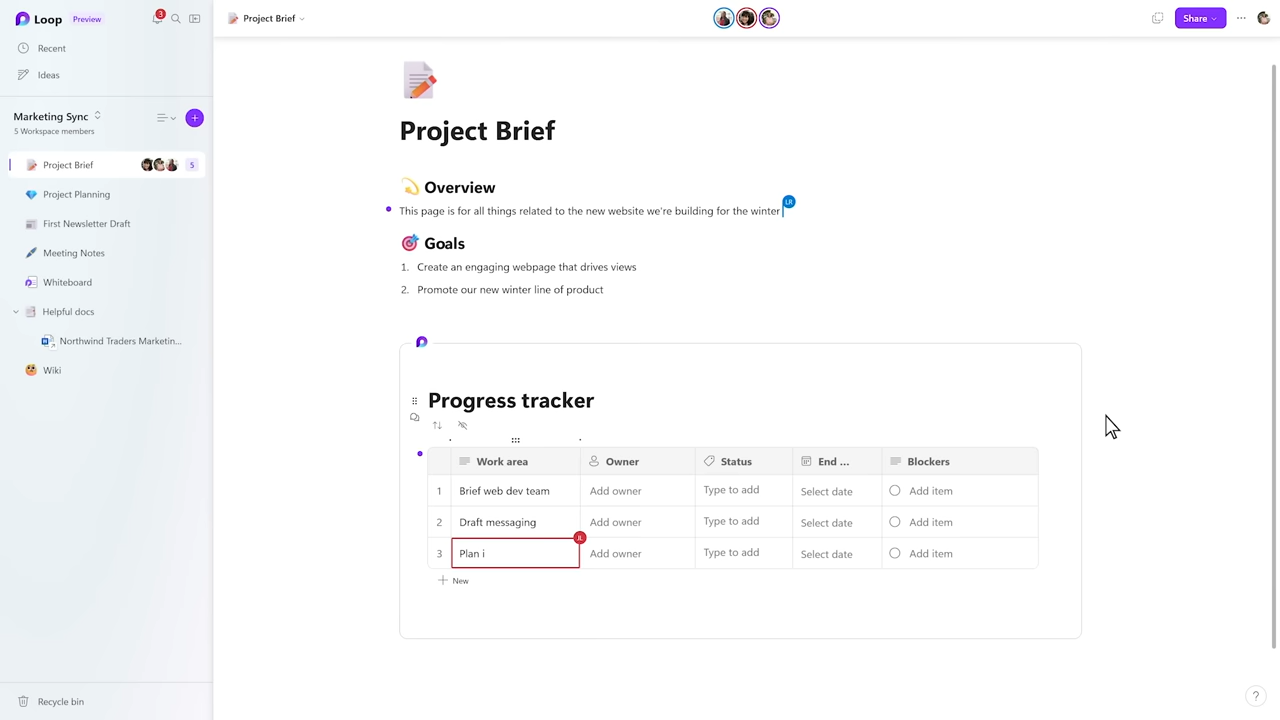 Loop Preview
3
Recent
Ideas
Marketing Sync
5 Workspace members
Project Brief 5
Project Planning
First Newsletter Draft
Meeting Notes
Whiteboard
Helpful docs
Northwind Traders Marketin...
Wiki
Recycle bin
Project Brief
Share
Project Brief
Overview
This page is for all things related to the new website we're building for the winter
LR
Goals
1. Create an engaging webpage that drives views
2. Promote our new winter line of product
Progress tracker
Work area Owner Status End ... Blockers
1 Brief web dev team Add owner Type to add Select date Add item
2 Draft messaging Add owner Type to add Select date Add item
JL
3 Plan i Add owner Type to add Select date Add item
New
?